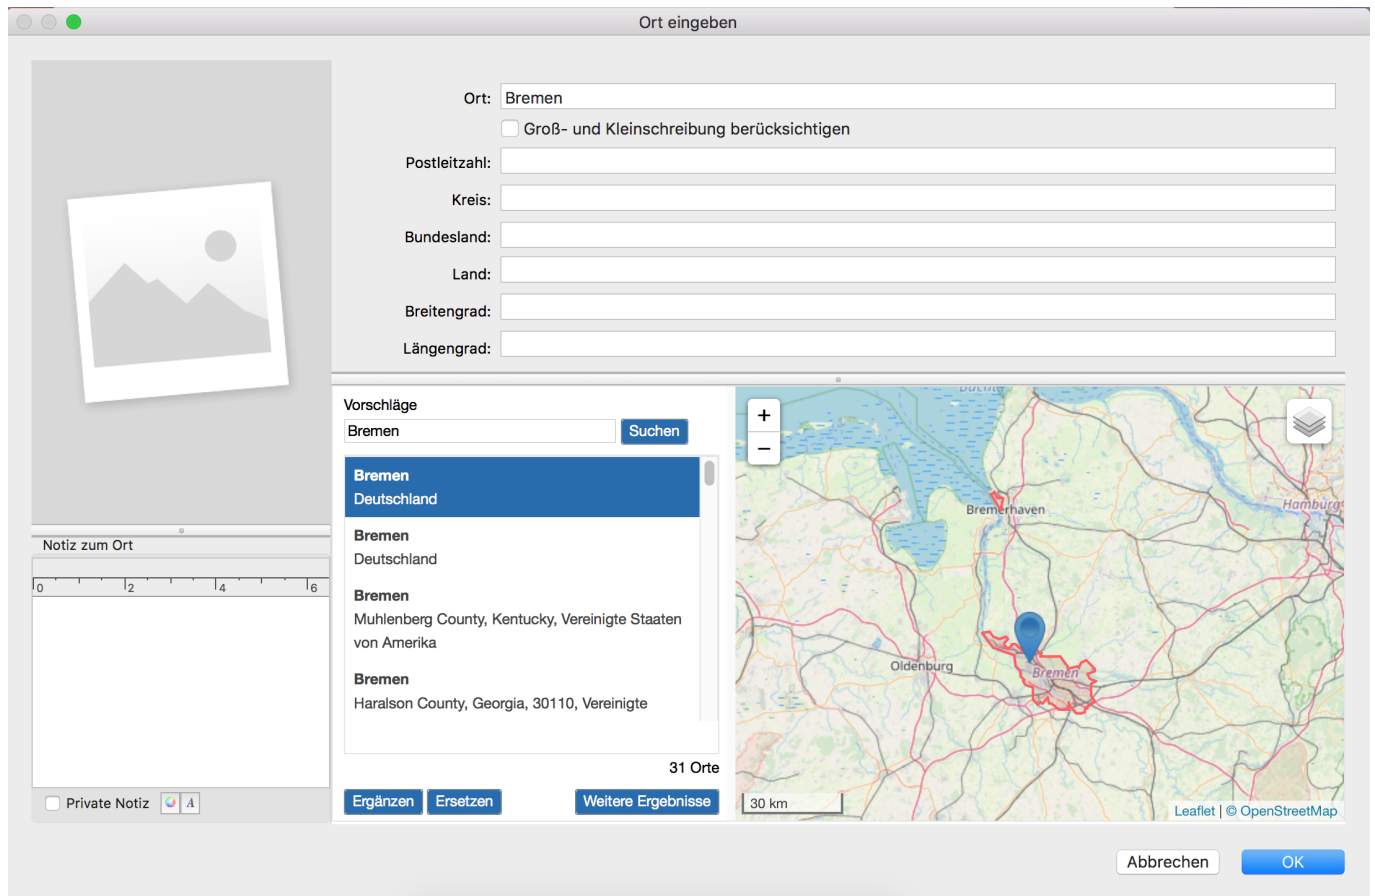 Ort eingeben
Ort:
Bremen
Groß- und Kleinschreibung berücksichtigen
Postleitzahl:
Kreis:
Bundesland:
Land:
Breitengrad:
Längengrad:
Notiz zum Ort
0 2 4 6
Private Notiz
A
Vorschläge
Bremen
Suchen
Bremen
Deutschland
Bremen
Deutschland
Bremen
Muhlenberg County, Kentucky, Vereinigte Staaten
von Amerika
Bremen
Haralson County, Georgia, 30110, Vereinigte
31 Orte
Ergänzen
Ersetzen
Weitere Ergebnisse
+
−
Bremerhaven
Hamburg
Oldenburg
Bremen
30 km
Leaflet | © OpenStreetMap
Abbrechen
OK